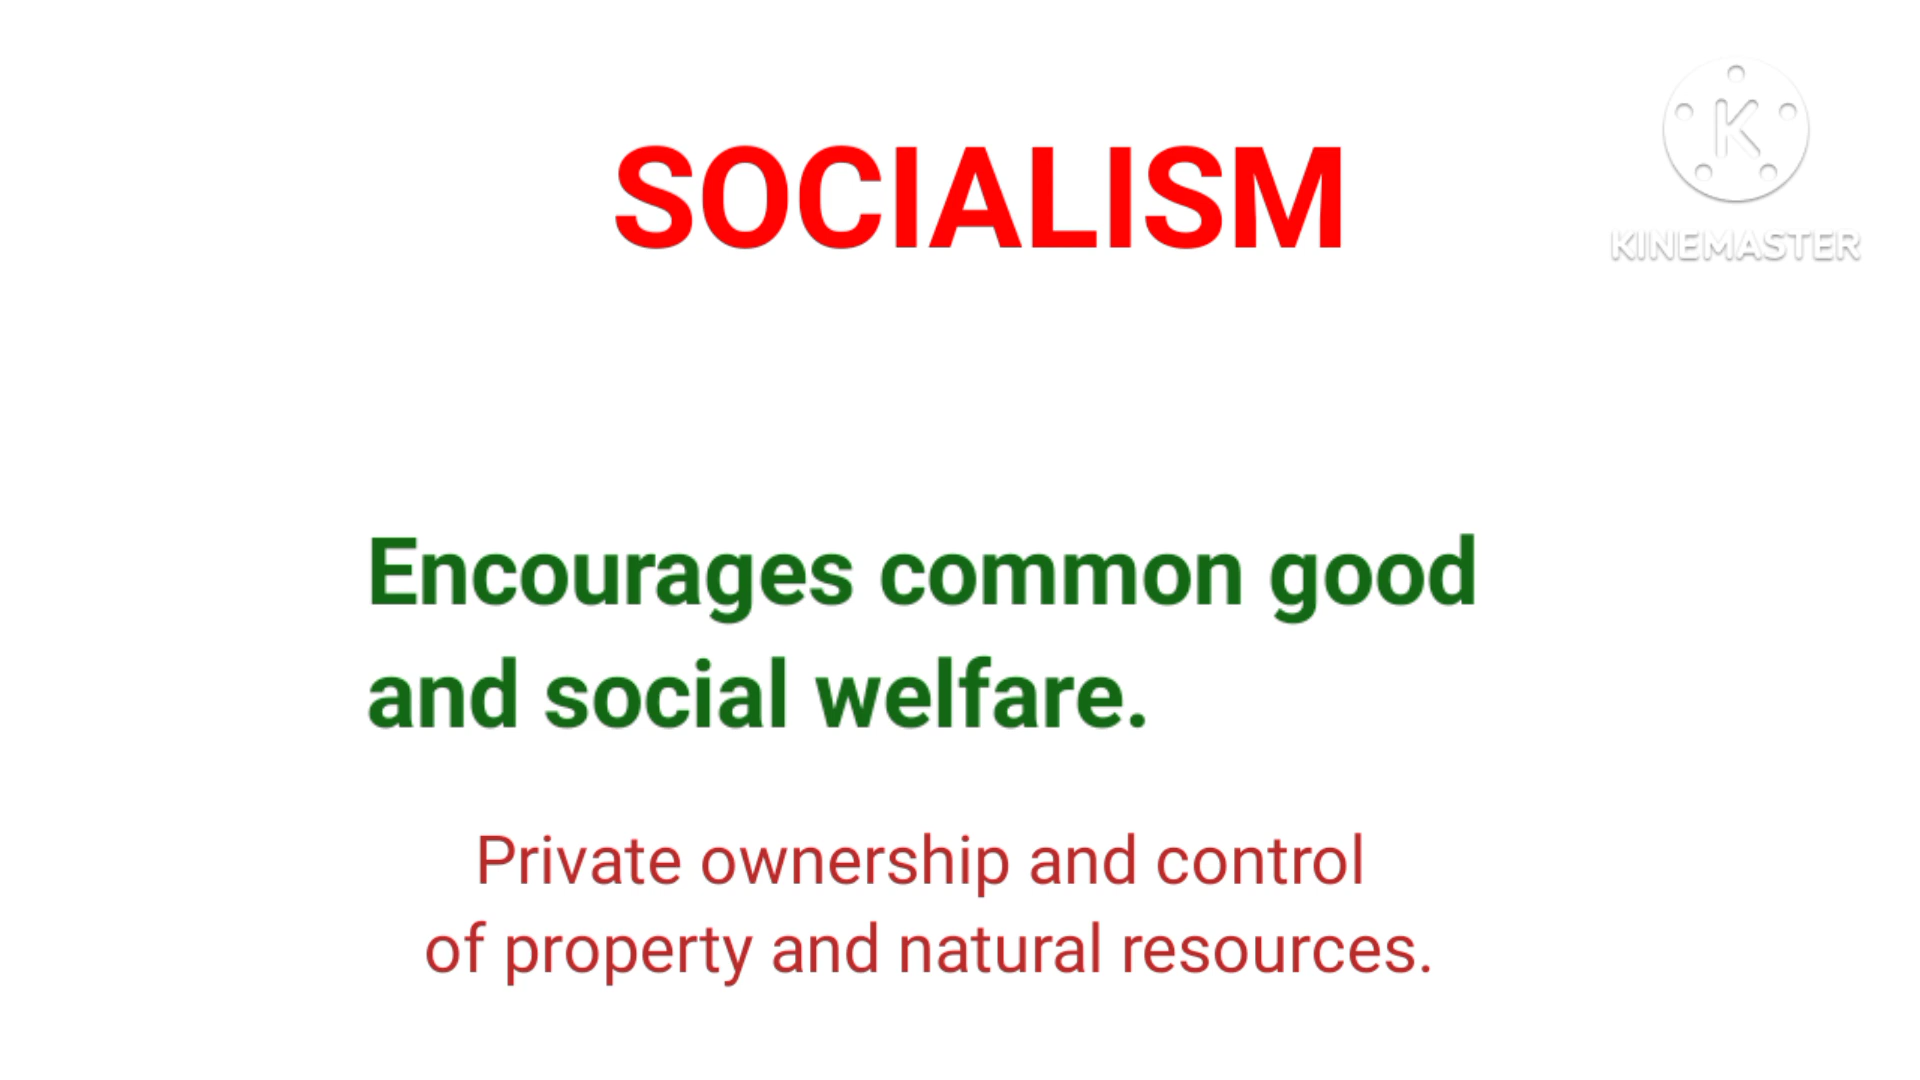 SOCIALISM
K
KINEMASTER
Encourages common good
and social welfare.
Private ownership and control
of property and natural resources.